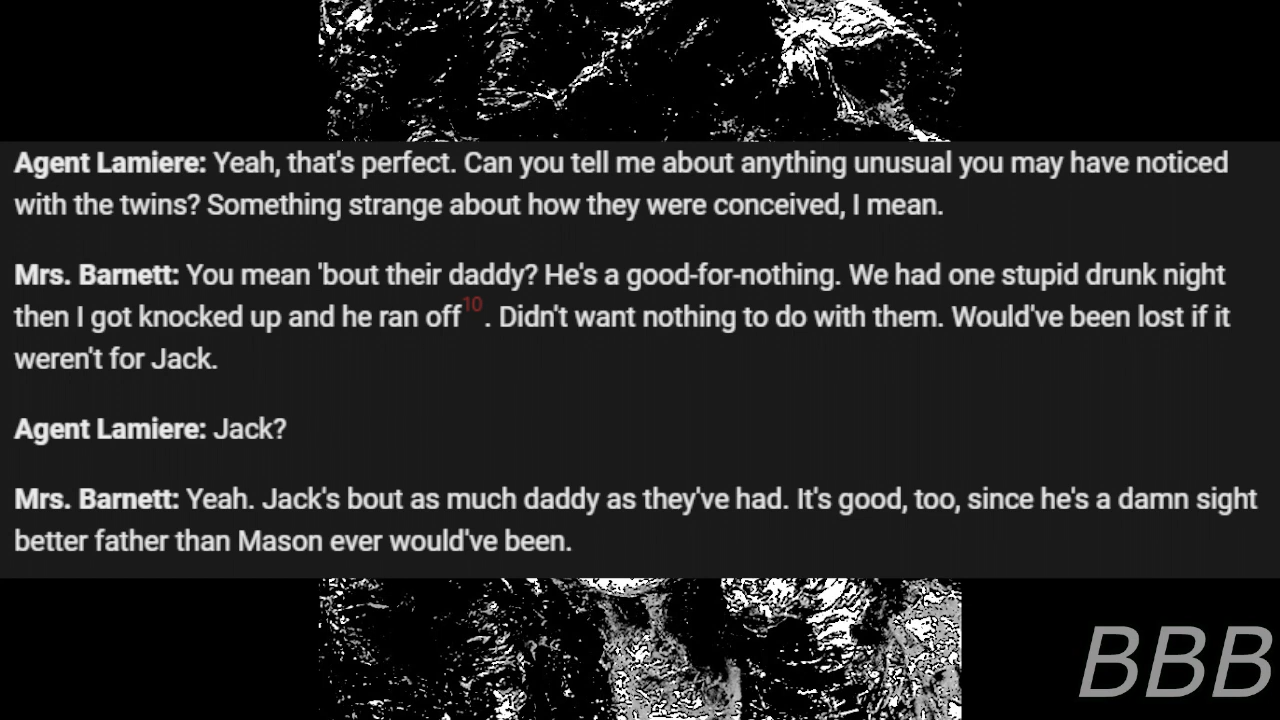 Agent Lamiere: Yeah, that's perfect. Can you tell me about anything unusual you may have noticed
with the twins? Something strange about how they were conceived, I mean.
Mrs. Barnett: You mean 'bout their daddy? He's a good-for-nothing. We had one stupid drunk night
then I got knocked up and he ran off10. Didn't want nothing to do with them. Would've been lost if it
weren't for Jack.
Agent Lamiere: Jack?
Mrs. Barnett: Yeah. Jack's bout as much daddy as they've had. It's good, too, since he's a damn sight
better father than Mason ever would've been.
BBB